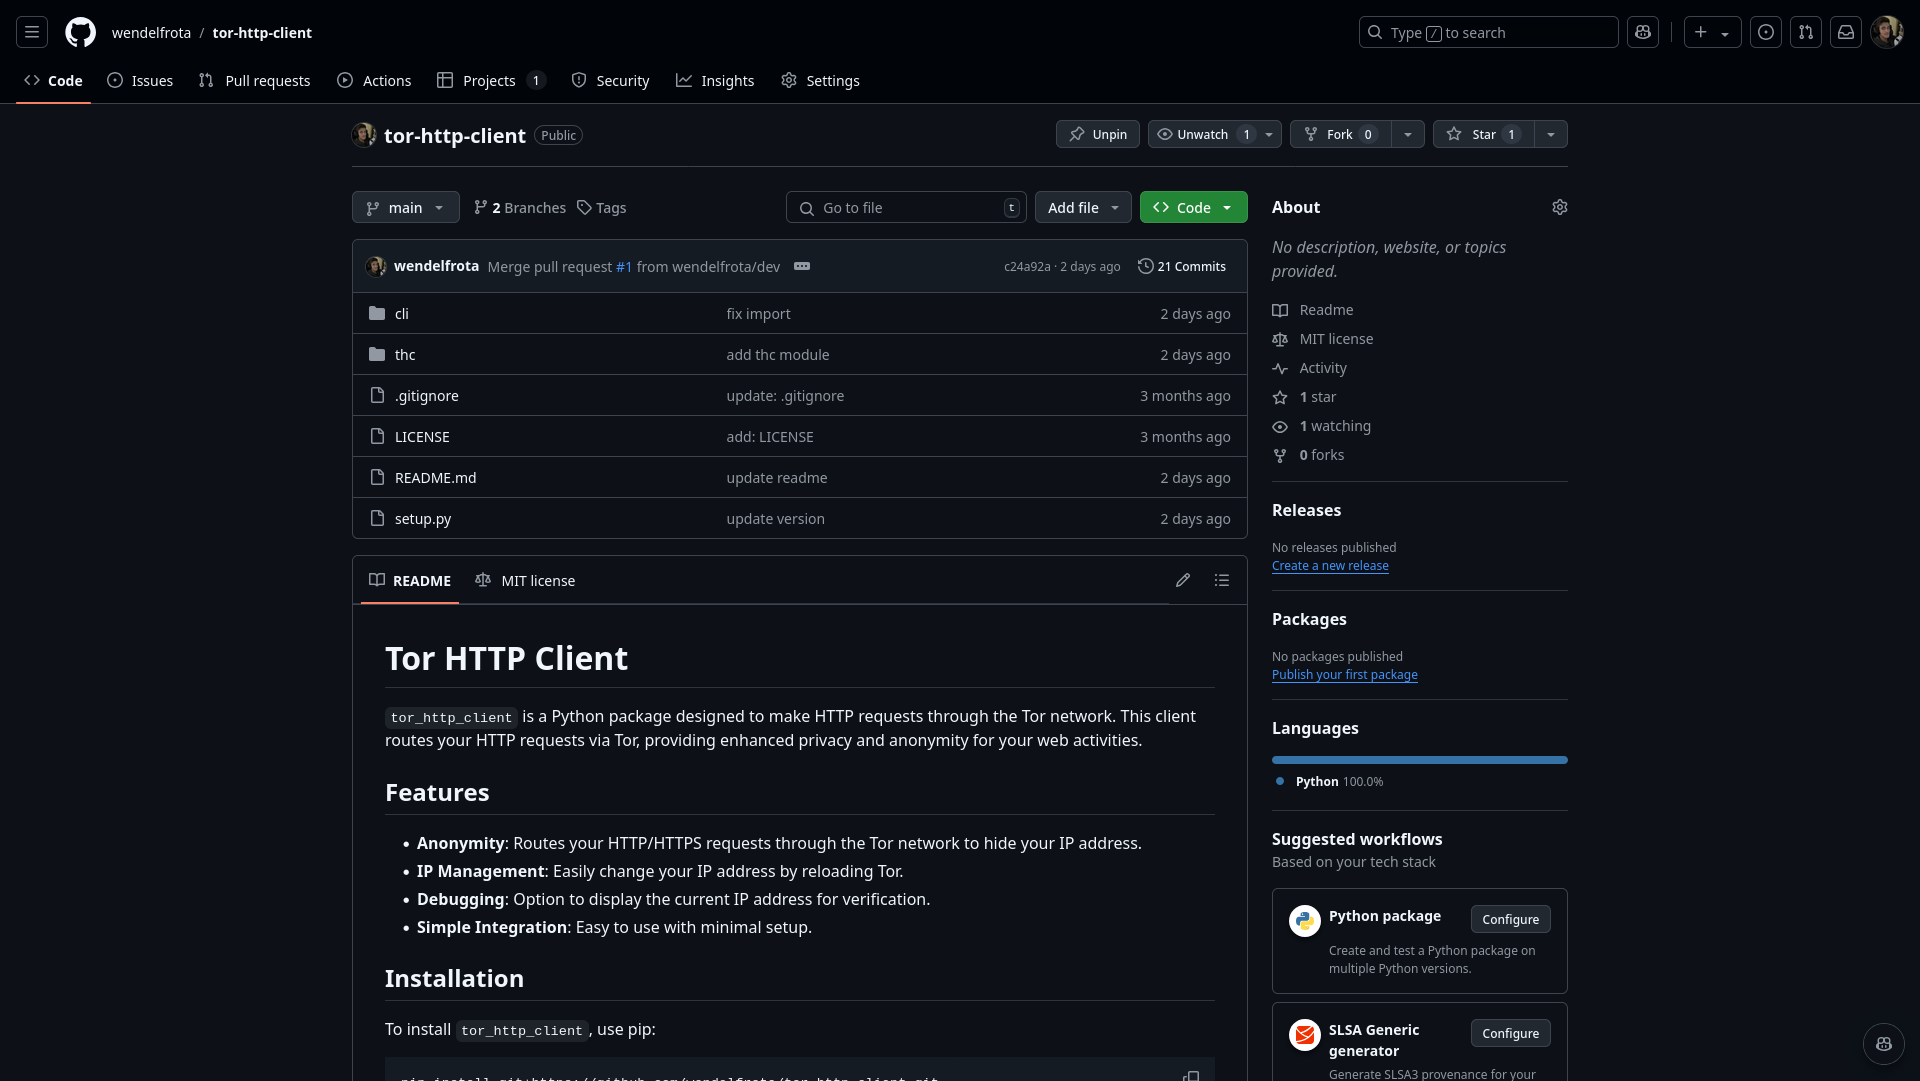 wendelfrota / tor-http-client
Type / to search
Code Issues Pull requests Actions Projects 1 Security Insights Settings
tor-http-client Public
Unpin Unwatch 1 Fork 0 Star 1
main 2 Branches Tags Go to file t Add file Code
wendelfrota Merge pull request #1 from wendelfrota/dev c24a92a · 2 days ago 21 Commits
cli fix import 2 days ago
thc add thc module 2 days ago
.gitignore update: .gitignore 3 months ago
LICENSE add: LICENSE 3 months ago
README.md update readme 2 days ago
setup.py update version 2 days ago
README MIT license
Tor HTTP Client
tor_http_client is a Python package designed to make HTTP requests through the Tor network. This client
routes your HTTP requests via Tor, providing enhanced privacy and anonymity for your web activities.
Features
• Anonymity: Routes your HTTP/HTTPS requests through the Tor network to hide your IP address.
• IP Management: Easily change your IP address by reloading Tor.
• Debugging: Option to display the current IP address for verification.
• Simple Integration: Easy to use with minimal setup.
Installation
To install tor_http_client, use pip:
pip install git+https://github.com/wendelfrota/tor_http_client.git
About
No description, website, or topics
provided.
Readme
MIT license
Activity
1 star
1 watching
0 forks
Releases
No releases published
Create a new release
Packages
No packages published
Publish your first package
Languages
Python 100.0%
Suggested workflows
Based on your tech stack
Python package Configure
Create and test a Python package on
multiple Python versions.
SLSA Generic
generator
Configure
Generate SLSA3 provenance for your